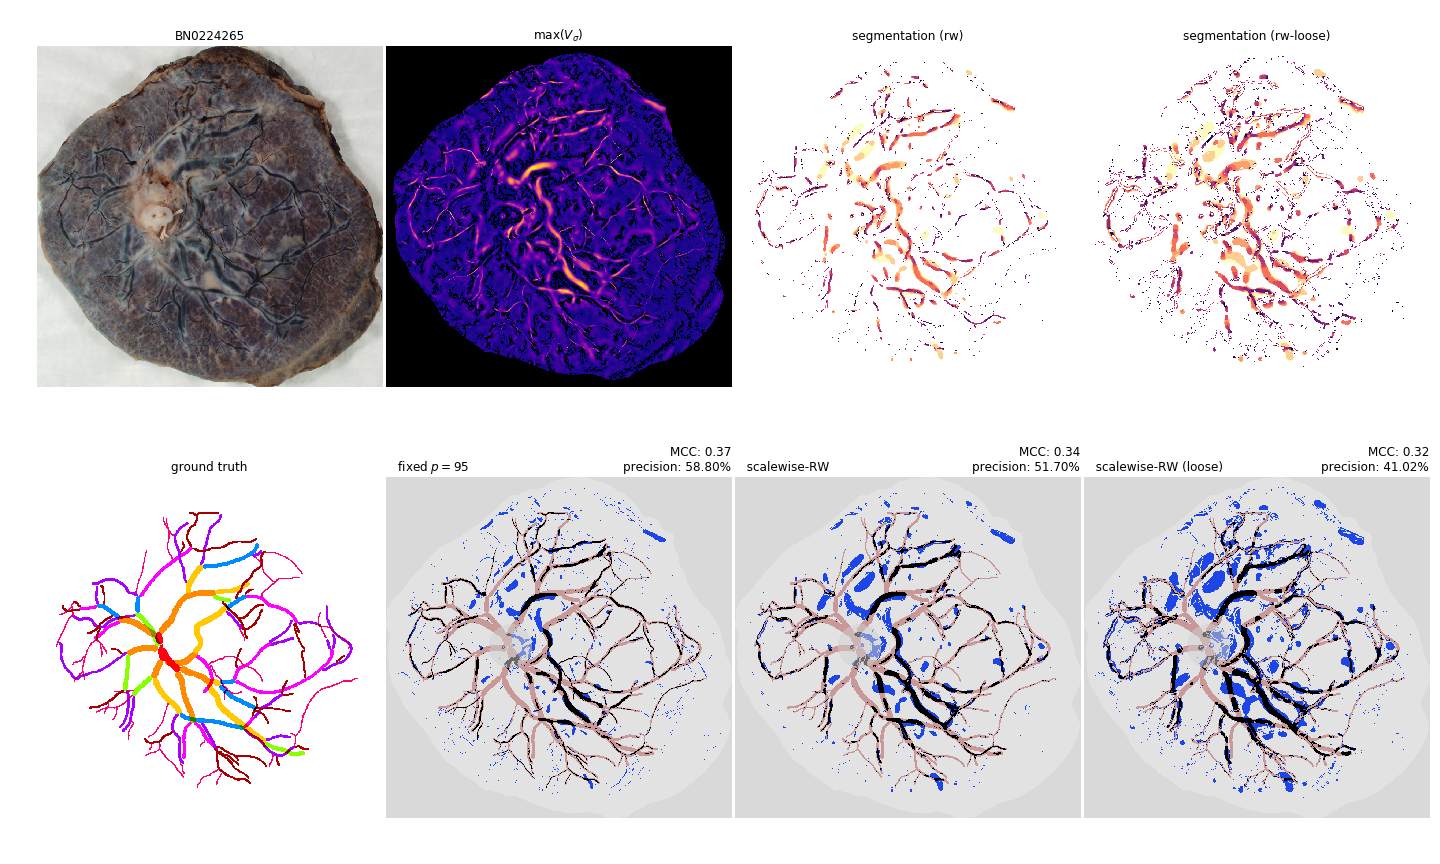 BN0224265
max(Vσ)
segmentation (rw)
segmentation (rw-loose)
ground truth
fixed p = 95
MCC: 0.37
precision: 58.80%
scalewise-RW
MCC: 0.34
precision: 51.70%
scalewise-RW (loose)
MCC: 0.32
precision: 41.02%